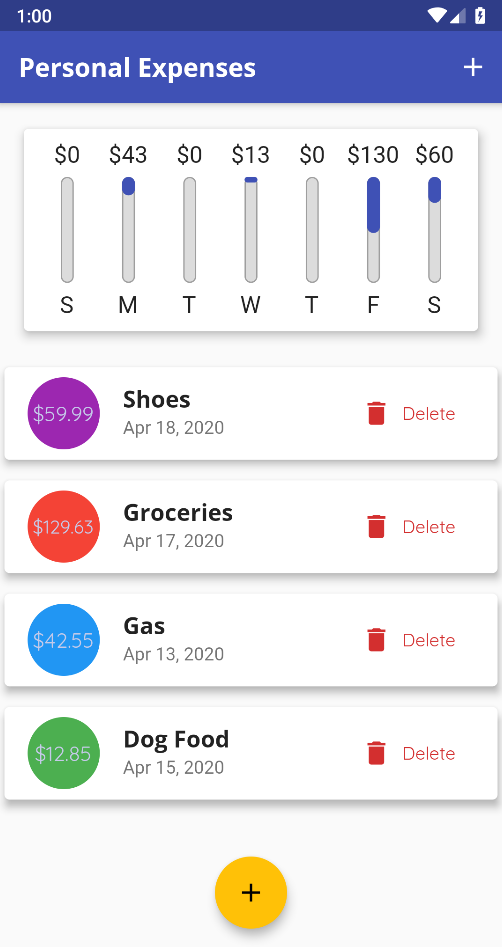 1:00
Personal Expenses
$0 $43 $0 $13 $0 $130 $60
S M T W T F S
$59.99 Shoes Delete
Apr 18, 2020
$129.63 Groceries Delete
Apr 17, 2020
$42.55 Gas Delete
Apr 13, 2020
$12.85 Dog Food Delete
Apr 15, 2020